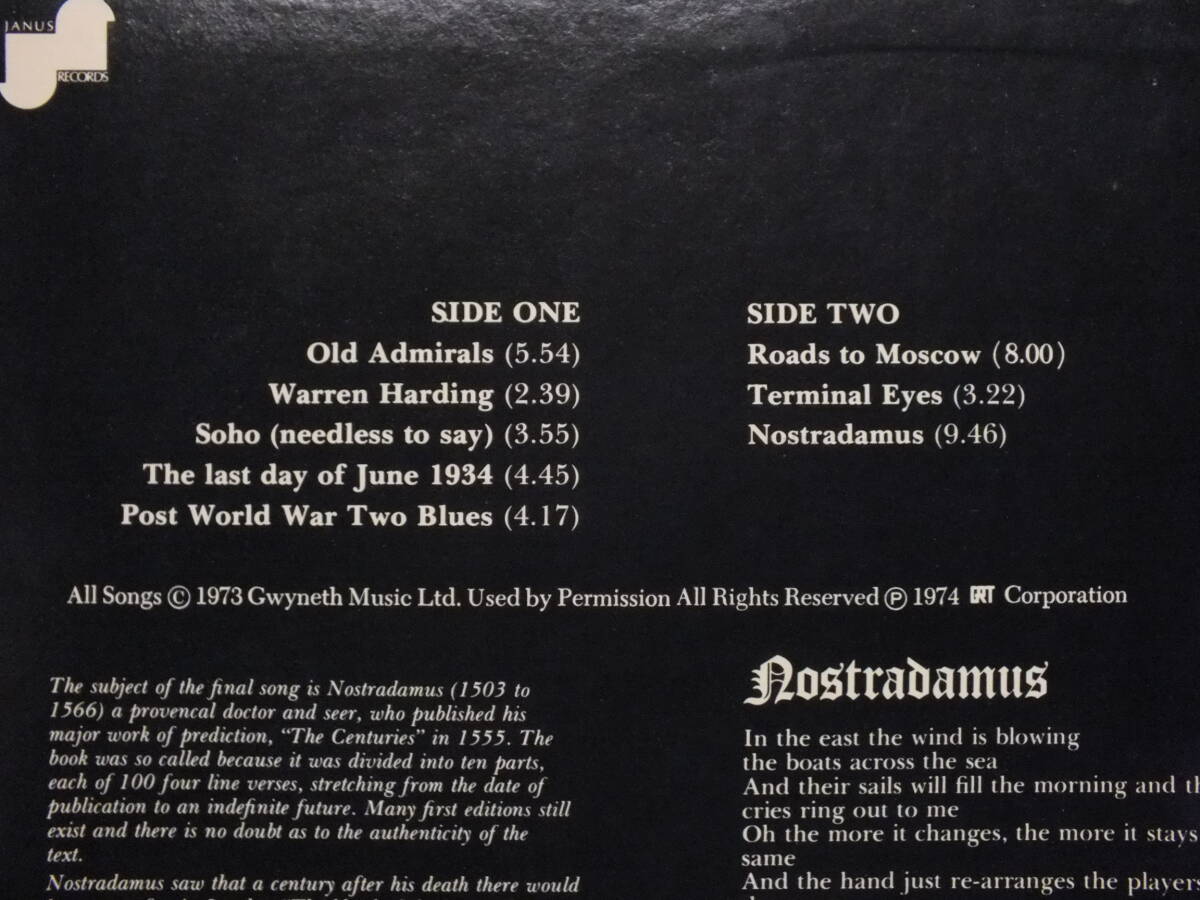 JANUS
RECORDS
SIDE ONE
Old Admirals (5.54)
Warren Harding (2.39)
Soho (needless to say) (3.55)
The last day of June 1934 (4.45)
Post World War Two Blues (4.17)
SIDE TWO
Roads to Moscow (8.00)
Terminal Eyes (3.22)
Nostradamus (9.46)
All Songs © 1973 Gwyneth Music Ltd. Used by Permission All Rights Reserved ℗ 1974 GRT Corporation
The subject of the final song is Nostradamus (1503 to
1566) a provencal doctor and seer, who published his
major work of prediction, “The Centuries” in 1555. The
book was so called because it was divided into ten parts,
each of 100 four line verses, stretching from the date of
publication to an indefinite future. Many first editions still
exist and there is no doubt as to the authenticity of the
text.
Nostradamus saw that a century after his death there would
Nostradamus
In the east the wind is blowing
the boats across the sea
And their sails will fill the morning and
cries ring out to me
Oh the more it changes, the more it stays
same
And the hand just re-arranges the players